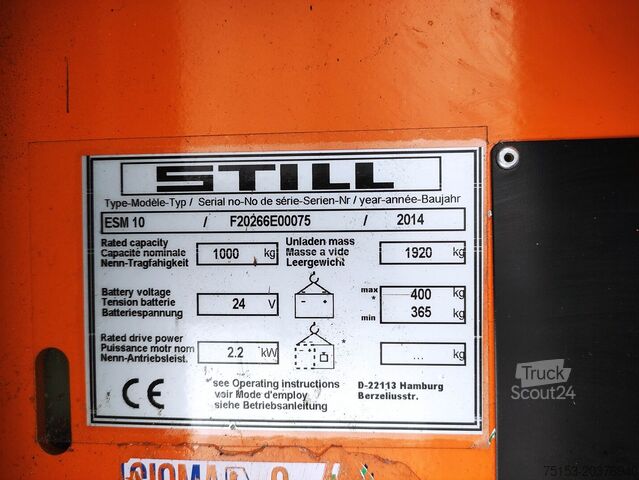 STILL
Type-Modèle-Typ / Serial no-No de série-Serien-Nr / year-année-Baujahr
ESM 10 / F20266E00075 / 2014
Rated capacity
Capacité nominale
Nenn-Tragfähigkeit
1000 kg
Unladen mass
Masse a vide
Leergewicht
1920 kg
Battery voltage
Tension batterie
Batteriespannung
24 V
max 400 kg
*
min 365 kg
Rated drive power
Puissance motr nom
Nenn-Antriebsleist.
2.2 kW
*
... kg
CE
*see Operating instructions
voir Mode d'employ
siehe Betriebsanleitung
D-22113 Hamburg
Berzeliusstr.
Truck
Scout24